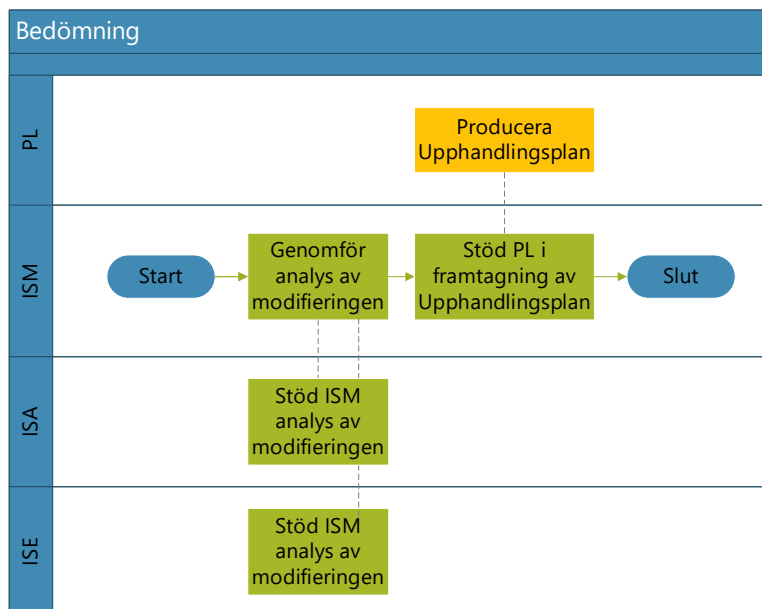 Bedömning
PL
Producera
Upphandlingsplan
ISM
Start
Genomför
analys av
modifieringen
Stöd PL i
framtagning av
Upphandlingsplan
Slut
ISA
Stöd ISM
analys av
modifieringen
ISE
Stöd ISM
analys av
modifieringen